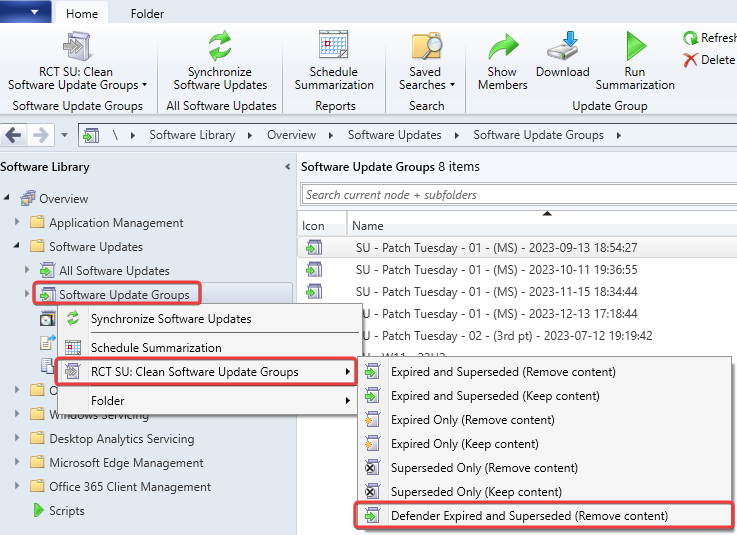 Home
Folder
RCT SU: Clean
Software Update Groups
Software Update Groups
Synchronize
Software Updates
All Software Updates
Schedule
Summarization
Reports
Saved
Searches
Search
Show
Members
Download
Run
Summarization
Update Group
Refresh
Delete
\ Software Library Overview Software Updates Software Update Groups
Software Library
Overview
Application Management
Software Updates
All Software Updates
Software Update Groups
Windows Servicing
Desktop Analytics Servicing
Microsoft Edge Management
Office 365 Client Management
Scripts
Software Update Groups 8 items
Search current node + subfolders
Icon Name
SU - Patch Tuesday - 01 - (MS) - 2023-09-13 18:54:27
SU - Patch Tuesday - 01 - (MS) - 2023-10-11 19:36:55
SU - Patch Tuesday - 01 - (MS) - 2023-11-15 18:34:44
SU - Patch Tuesday - 01 - (MS) - 2023-12-13 17:18:44
SU - Patch Tuesday - 02 - (3rd pt) - 2023-07-12 19:19:42
Synchronize Software Updates
Schedule Summarization
RCT SU: Clean Software Update Groups
Folder
Expired and Superseded (Remove content)
Expired and Superseded (Keep content)
Expired Only (Remove content)
Expired Only (Keep content)
Superseded Only (Remove content)
Superseded Only (Keep content)
Defender Expired and Superseded (Remove content)